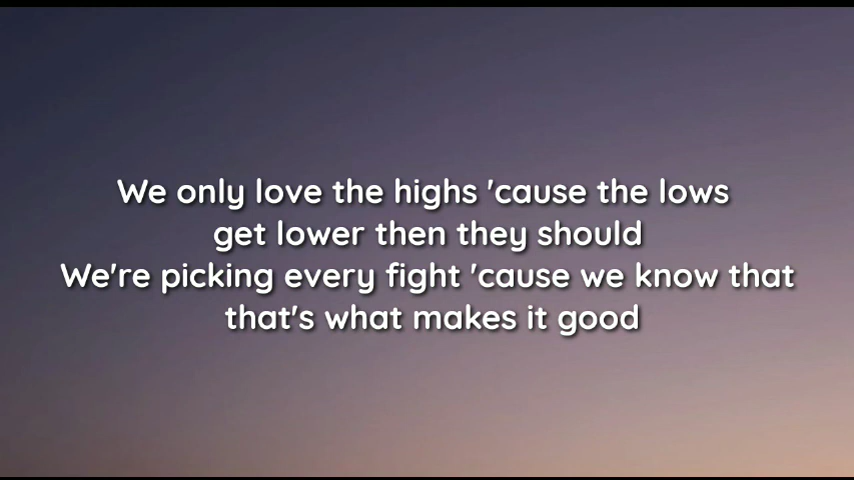 We only love the highs 'cause the lows
get lower then they should
We're picking every fight 'cause we know that
that's what makes it good